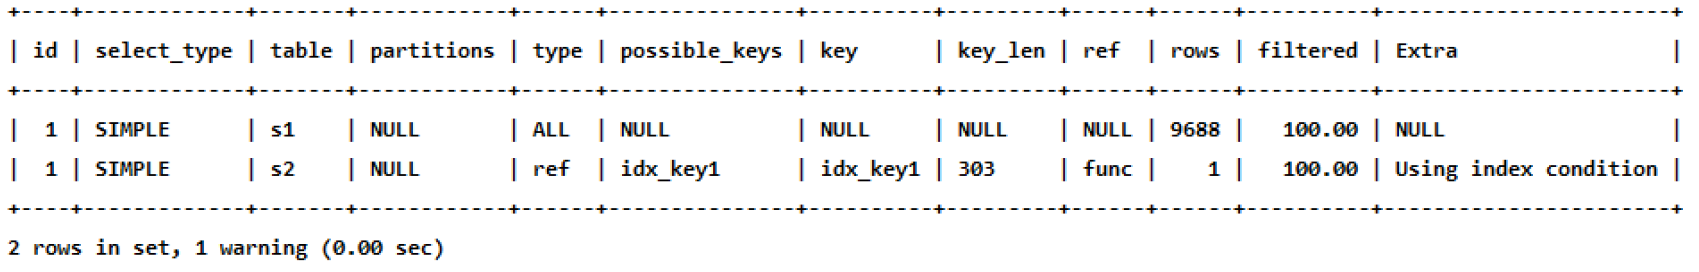 +----+-------------+-------+------------+------+---------------+----------+---------+------+------+----------+-----------------------+
| id | select_type | table | partitions | type | possible_keys | key      | key_len | ref  | rows | filtered | Extra                 |
+----+-------------+-------+------------+------+---------------+----------+---------+------+------+----------+-----------------------+
|  1 | SIMPLE      | s1    | NULL       | ALL  | NULL          | NULL     | NULL    | NULL | 9688 |   100.00 | NULL                  |
|  1 | SIMPLE      | s2    | NULL       | ref  | idx_key1      | idx_key1 | 303     | func |    1 |   100.00 | Using index condition |
+----+-------------+-------+------------+------+---------------+----------+---------+------+------+----------+-----------------------+
2 rows in set, 1 warning (0.00 sec)